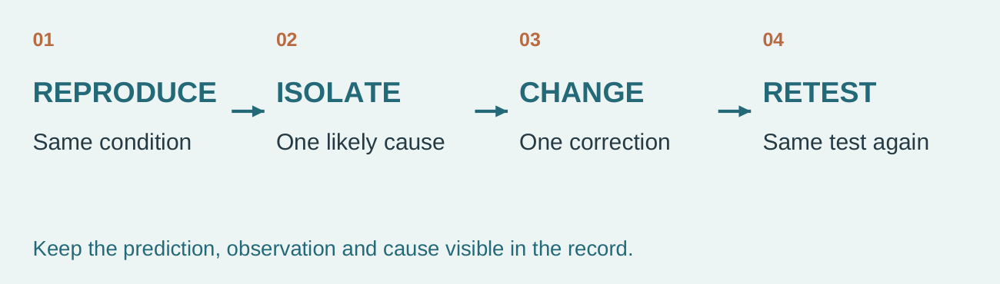 01
REPRODUCE
Same condition
02
ISOLATE
One likely cause
03
CHANGE
One correction
04
RETEST
Same test again
Keep the prediction, observation and cause visible in the record.